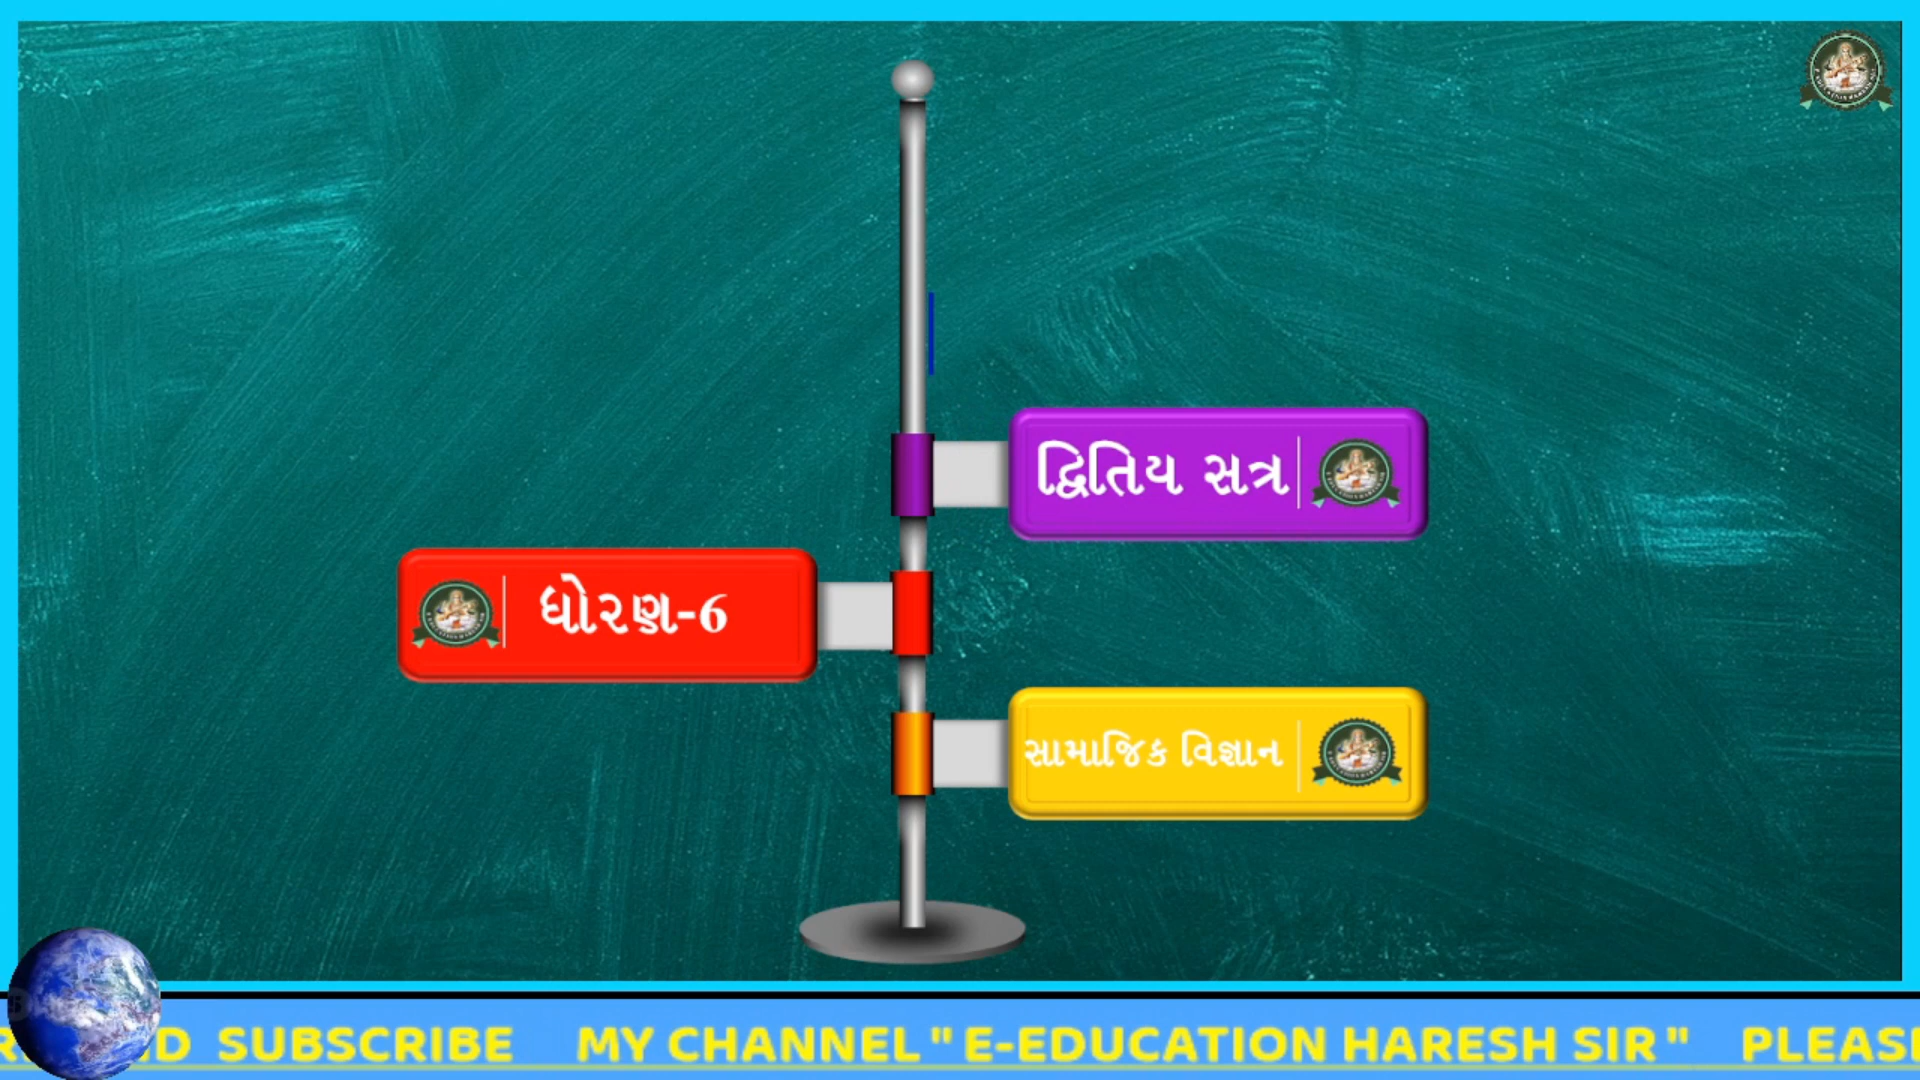 દ્વિતિય સત્ર
ધોરણ-6
સામાજિક વિજ્ઞાન
SUBSCRIBE MY CHANNEL " E-EDUCATION HARESH SIR " PLEAS